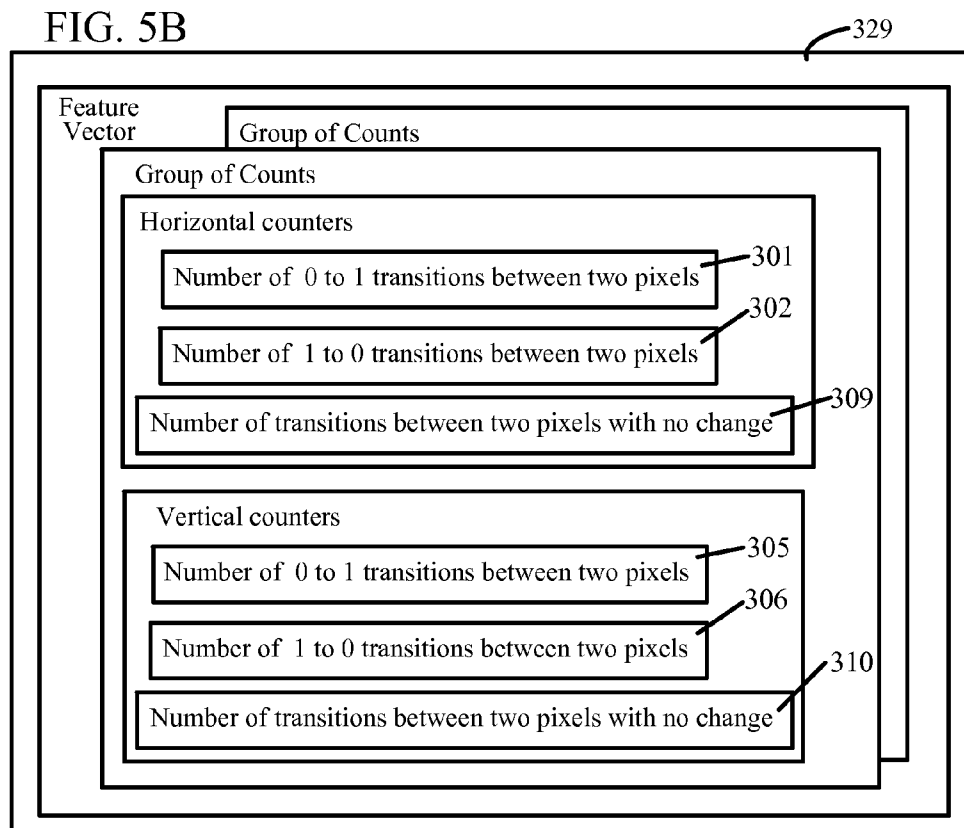 FIG. 5B
329
Feature
Vector
Group of Counts
Group of Counts
Horizontal counters
Number of 0 to 1 transitions between two pixels
301
Number of 1 to 0 transitions between two pixels
302
Number of transitions between two pixels with no change
309
Vertical counters
Number of 0 to 1 transitions between two pixels
305
Number of 1 to 0 transitions between two pixels
306
Number of transitions between two pixels with no change
310